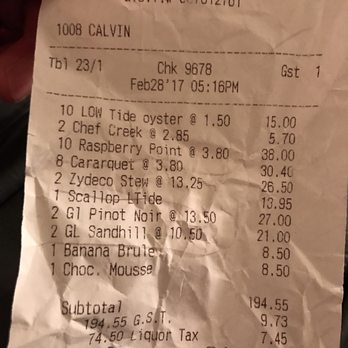 1008 CALVIN
Tbl 23/1 Chk 9678 Gst 1
Feb28'17 05:16PM
10 LOW Tide oyster @ 1.50 15.00
2 Chef Creek @ 2.85 5.70
10 Raspberry Point @ 3.80 38.00
8 Cararquet @ 3.80 30.40
2 Zydeco Stew @ 13.25 26.50
1 Scallop LTide 13.95
2 Gl Pinot Noir @ 13.50 27.00
2 GL Sandhill @ 10.50 21.00
1 Banana Brule 8.50
1 Choc. Mousse 8.50
Subtotal 194.55
194.55 G.S.T. 9.73
74.50 Liquor Tax 7.45